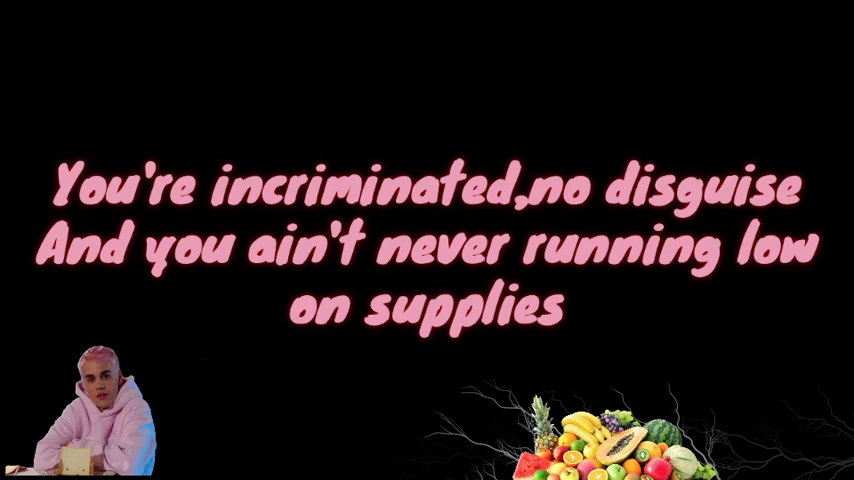 You're incriminated,no disguise
And you ain't never running low
on supplies